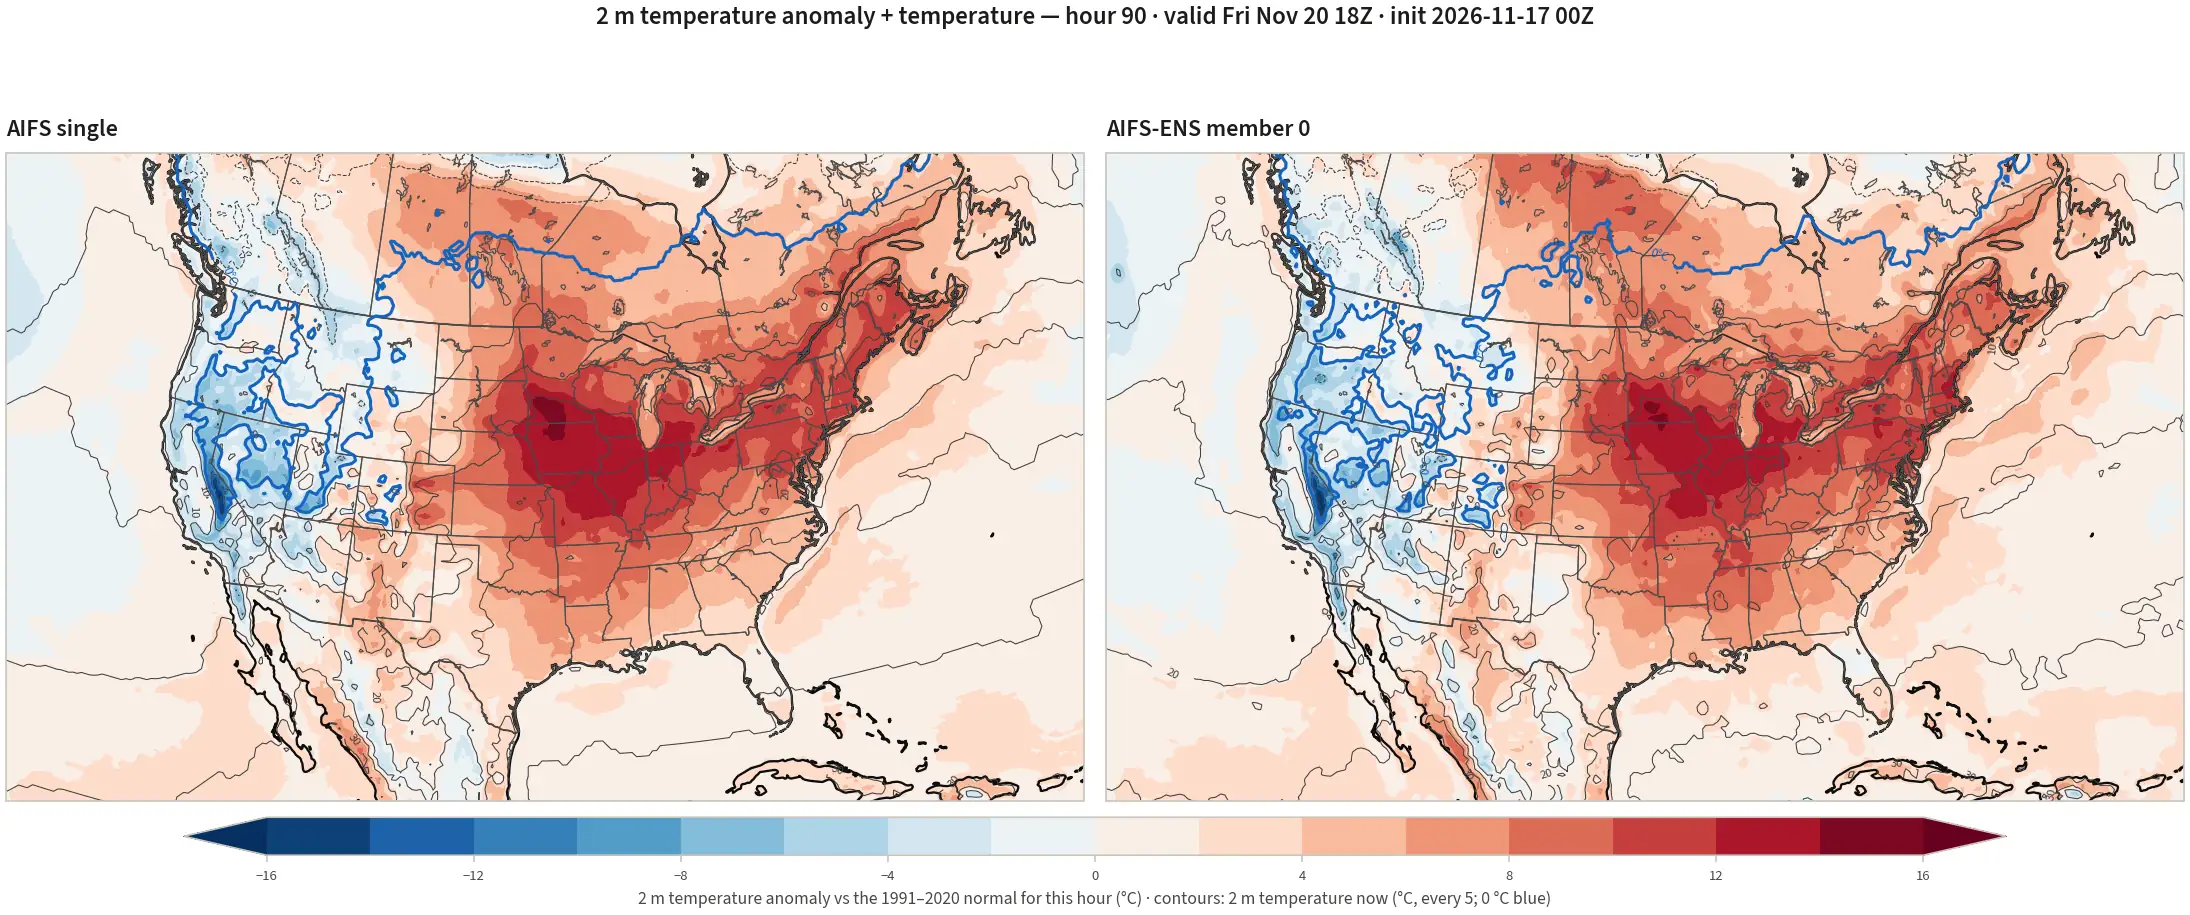 2 m temperature anomaly + temperature — hour 90 · valid Fri Nov 20 18Z · init 2026-11-17 00Z
AIFS single
AIFS-ENS member 0
−16 −12 −8 −4 0 4 8 12 16
2 m temperature anomaly vs the 1991–2020 normal for this hour (°C) · contours: 2 m temperature now (°C, every 5; 0 °C blue)